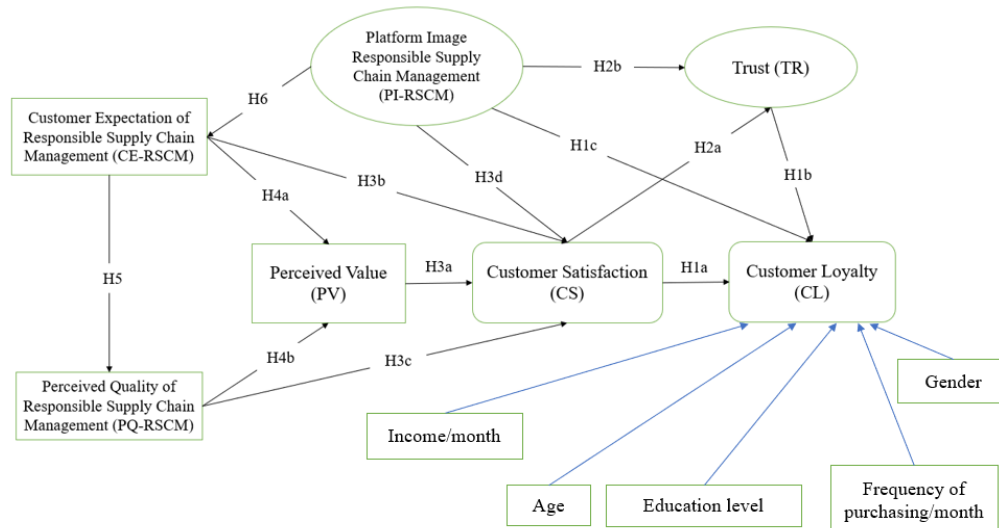 Platform Image
Responsible Supply
Chain Management
(PI-RSCM)
H2b
Trust (TR)
H6
Customer Expectation of
Responsible Supply Chain
Management (CE-RSCM)
H1c
H2a
H3d
H3b
H1b
H4a
H5
Perceived Value
(PV)
H3a
Customer Satisfaction
(CS)
H1a
Customer Loyalty
(CL)
H4b
H3c
Perceived Quality of
Responsible Supply Chain
Management (PQ-RSCM)
Gender
Income/month
Age
Education level
Frequency of
purchasing/month